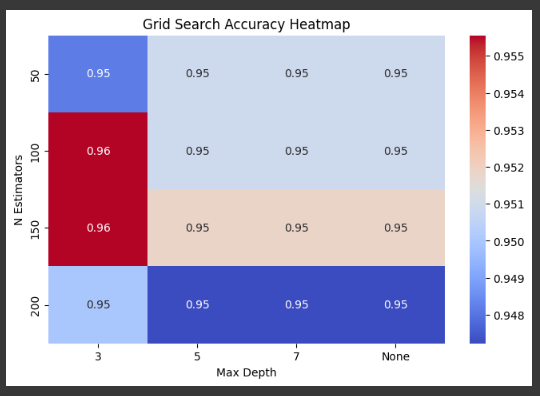 Grid Search Accuracy Heatmap
50 0.95 0.95 0.95 0.95
100 0.96 0.95 0.95 0.95
150 0.96 0.95 0.95 0.95
200 0.95 0.95 0.95 0.95
N Estimators
3 5 7 None
Max Depth
0.955
0.954
0.953
0.952
0.951
0.950
0.949
0.948